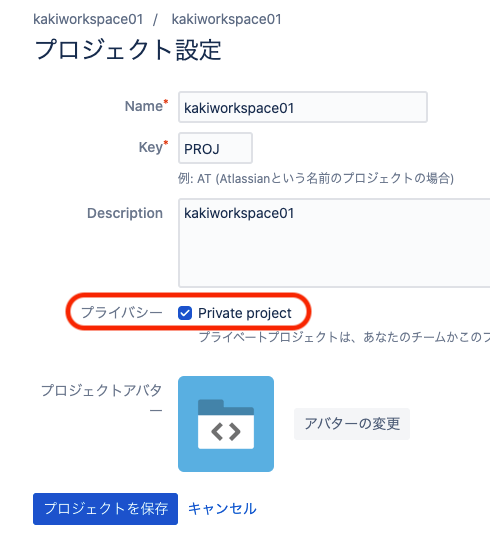 kakiworkspace01 / kakiworkspace01
プロジェクト設定
Name* kakiworkspace01
Key* PROJ
例: AT (Atlassianという名前のプロジェクトの場合)
Description kakiworkspace01
プライバシー Private project
プライベートプロジェクトは、あなたのチームかこのプ
プロジェクトアバタ
ー
アバターの変更
プロジェクトを保存 キャンセル